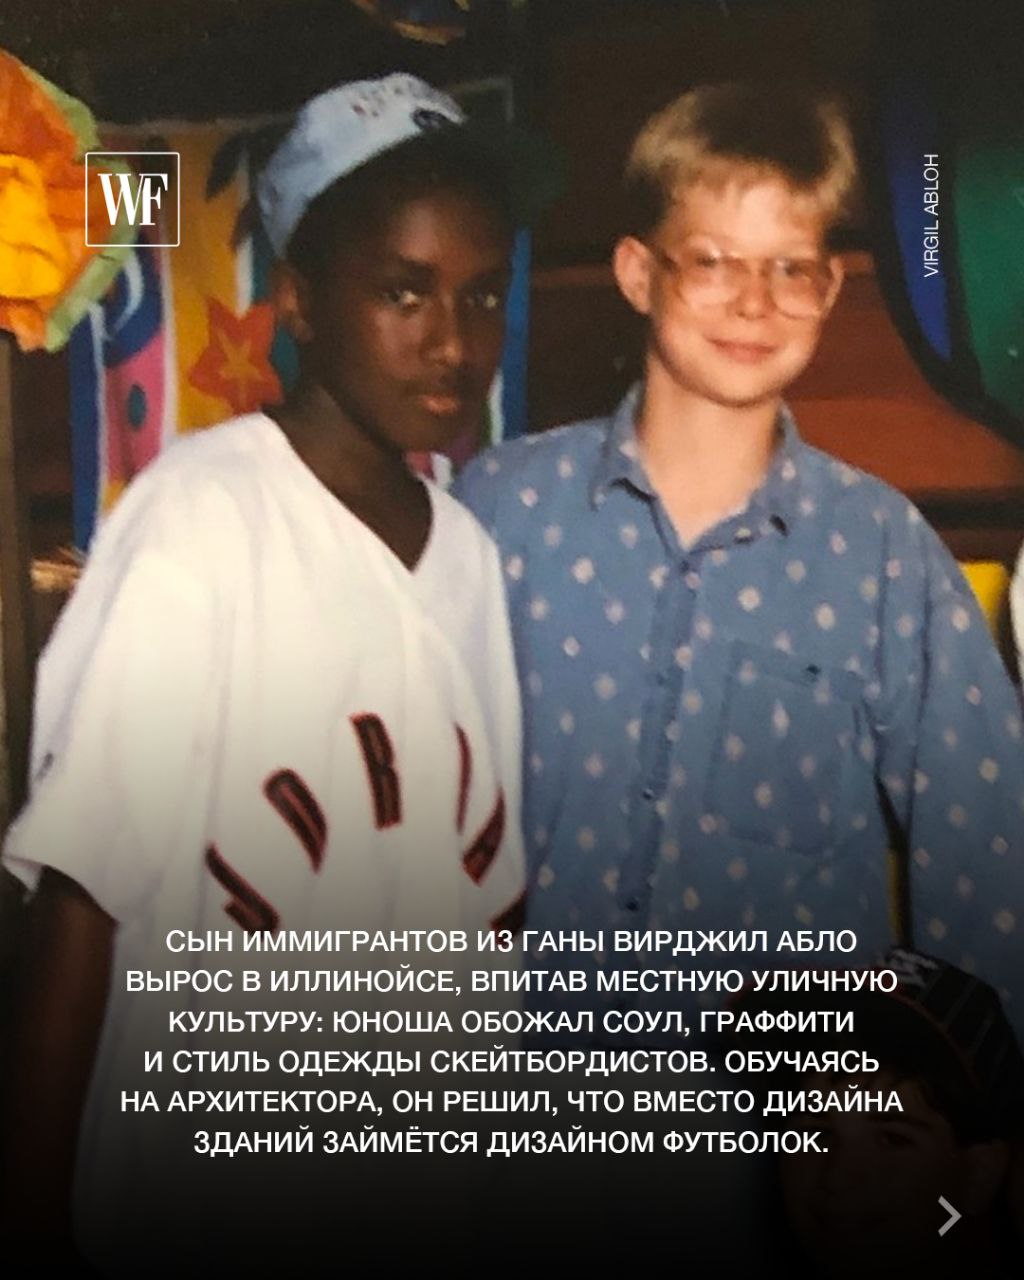 WF
VIRGIL ABLOH
JORDA
СЫН ИММИГРАНТОВ ИЗ ГАНЫ ВИРДЖИЛ АБЛО
ВЫРОС В ИЛЛИНОЙСЕ, ВПИТАВ МЕСТНУЮ УЛИЧНУЮ
КУЛЬТУРУ: ЮНОША ОБОЖАЛ СОУЛ, ГРАФФИТИ
И СТИЛЬ ОДЕЖДЫ СКЕЙТБОРДИСТОВ. ОБУЧАЯСЬ
НА АРХИТЕКТОРА, ОН РЕШИЛ, ЧТО ВМЕСТО ДИЗАЙНА
ЗДАНИЙ ЗАЙМЁТСЯ ДИЗАЙНОМ ФУТБОЛОК.